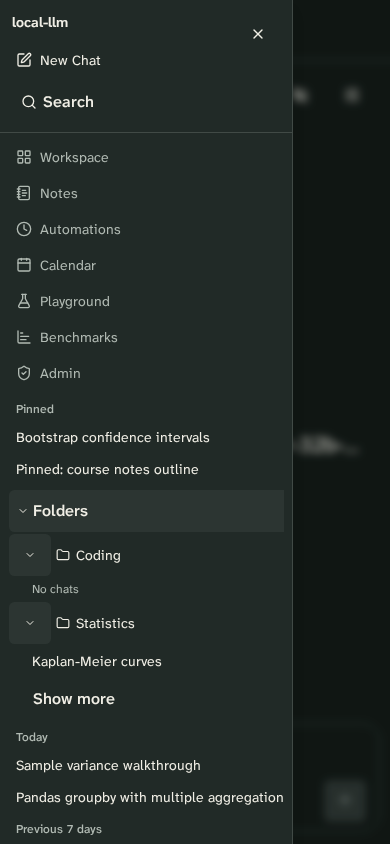 local-llm
New Chat
Search
Workspace
Notes
Automations
Calendar
Playground
Benchmarks
Admin
Pinned
Bootstrap confidence intervals
Pinned: course notes outline
Folders
Coding
No chats
Statistics
Kaplan-Meier curves
Show more
Today
Sample variance walkthrough
Pandas groupby with multiple aggregation
Previous 7 days